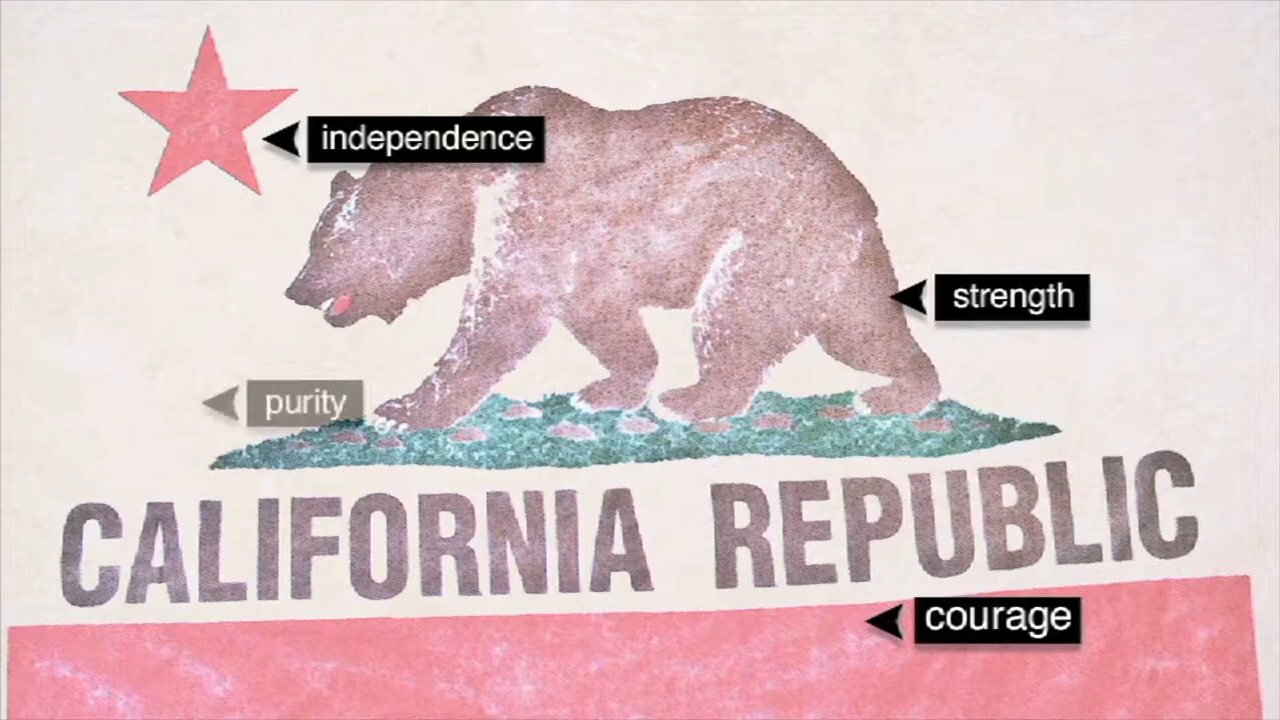 independence
strength
purity
CALIFORNIA REPUBLIC
courage